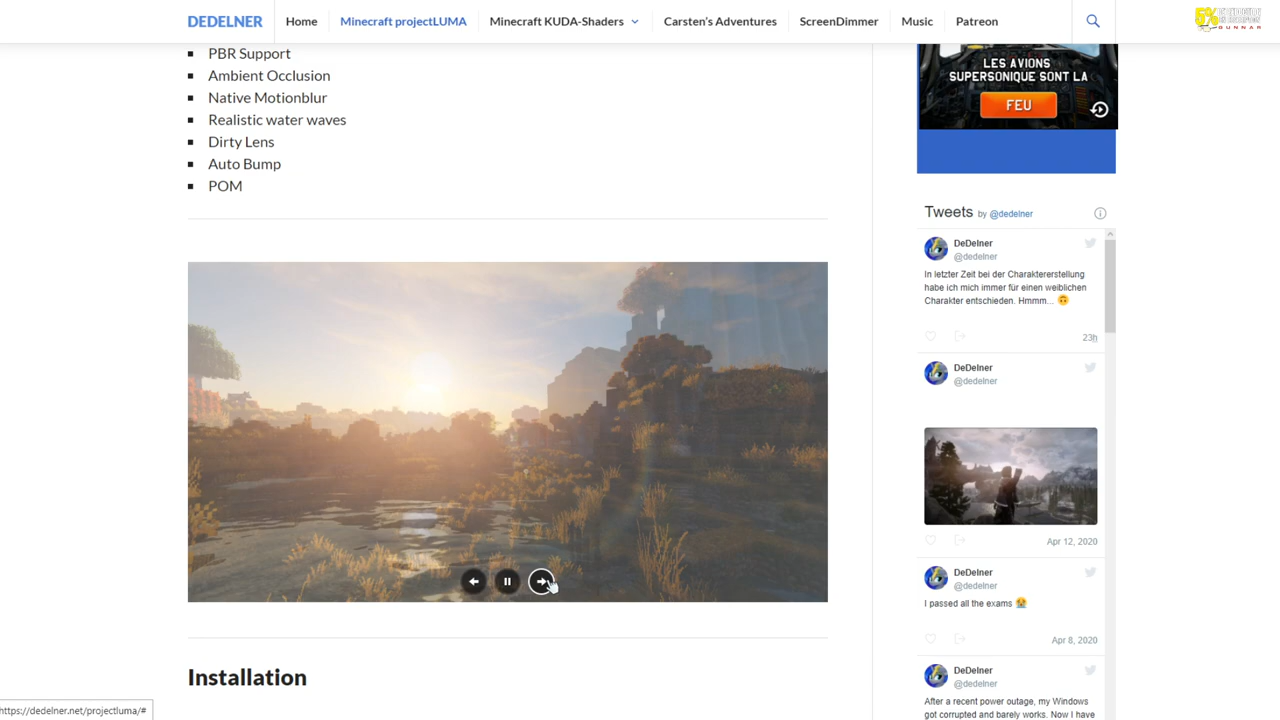 DEDELNER
Home
Minecraft projectLUMA
Minecraft KUDA-Shaders
Carsten's Adventures
ScreenDimmer
Music
Patreon
5%
GUNNAR
PBR Support
Ambient Occlusion
Native Motionblur
Realistic water waves
Dirty Lens
Auto Bump
POM
Installation
https://dedelner.net/projectluma/#
LES AVIONS
SUPERSONIQUE SONT LA
FEU
Tweets by @dedelner
DeDelner
@dedelner
In letzter Zeit bei der Charaktererstellung
habe ich mich immer für einen weiblichen
Charakter entschieden. Hmmm...
23h
DeDelner
@dedelner
Apr 12, 2020
DeDelner
@dedelner
I passed all the exams
Apr 8, 2020
DeDelner
@dedelner
After a recent power outage, my Windows
got corrupted and barely works. Now I have